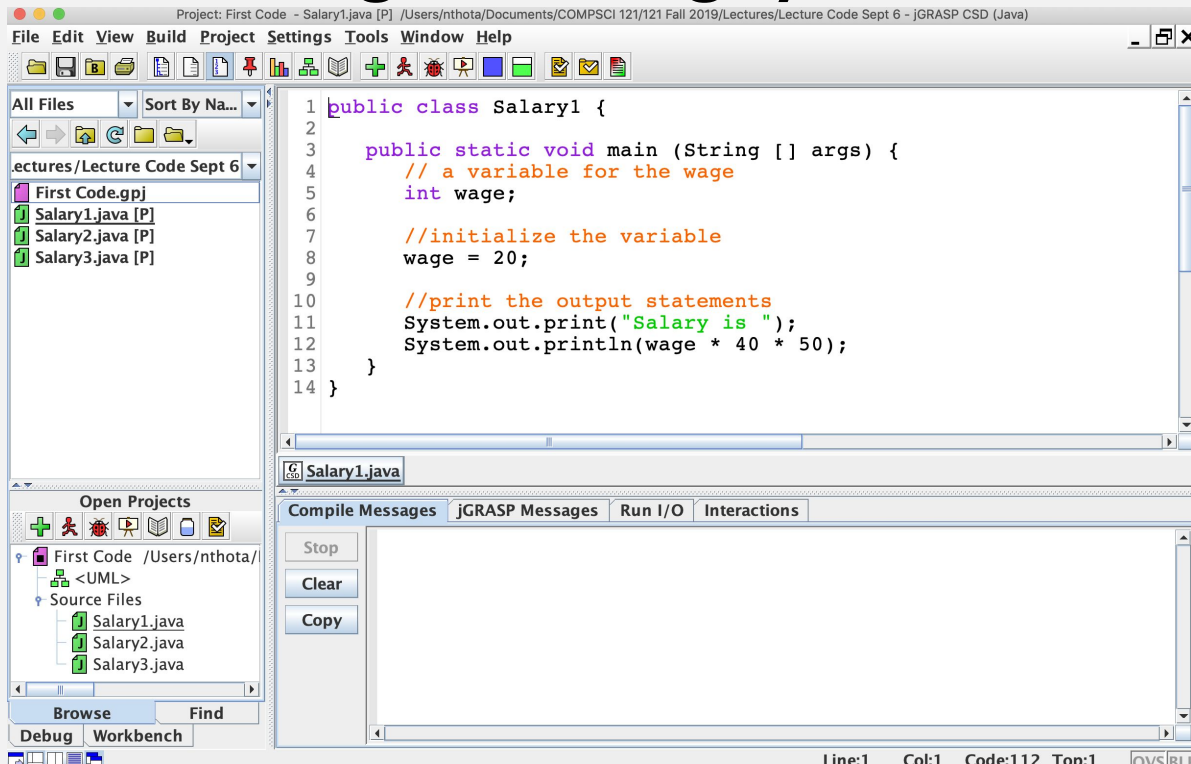 Project: First Code - Salary1.java [P] /Users/nthota/Documents/COMPSCI 121/121 Fall 2019/Lectures/Lecture Code Sept 6 - jGRASP CSD (Java)
File Edit View Build Project Settings Tools Window Help
All Files Sort By Na...
.ectures/Lecture Code Sept 6
First Code.gpj
Salary1.java [P]
Salary2.java [P]
Salary3.java [P]
1 public class Salary1 {
2
3 public static void main (String [] args) {
4 // a variable for the wage
5 int wage;
6
7 //initialize the variable
8 wage = 20;
9
10 //print the output statements
11 System.out.print("Salary is ");
12 System.out.println(wage * 40 * 50);
13 }
14 }
Salary1.java
Open Projects
First Code /Users/nthota/
<UML>
Source Files
Salary1.java
Salary2.java
Salary3.java
Browse Find
Debug Workbench
Compile Messages jGRASP Messages Run I/O Interactions
Stop
Clear
Copy
Line:1 Col:1 Code:112 Top:1 OVS